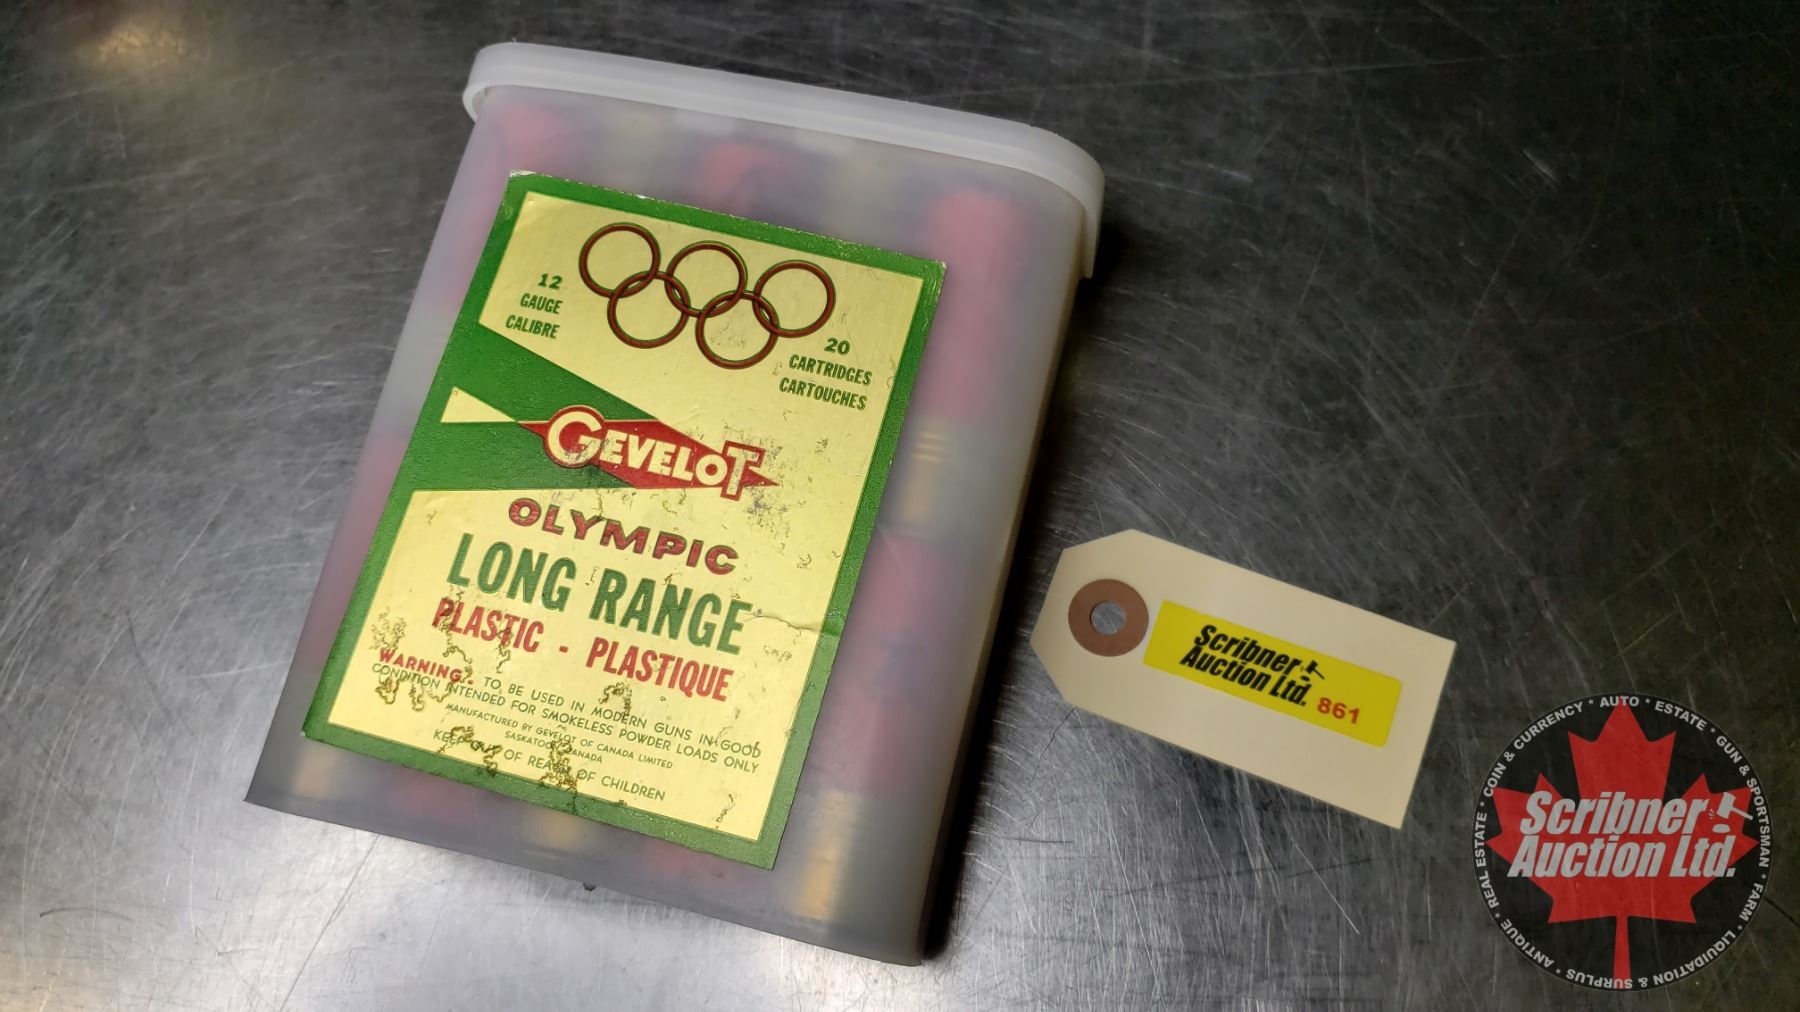 12
GAUGE
CALIBRE
20
CARTRIDGES
CARTOUCHES
GEVELOT
OLYMPIC
LONG RANGE
PLASTIC - PLASTIQUE
WARNING.. TO BE USED IN MODERN GUNS IN GOOD
CONDITION INTENDED FOR SMOKELESS POWDER LOADS ONLY
MANUFACTURED BY GEVELOT OF CANADA LIMITED
SASKATOON, CANADA
KEEP OUT OF REACH OF CHILDREN
Scribner
Auction Ltd. 861
Scribner
Auction Ltd.
ANTIQUE * REAL ESTATE * COIN & CURRENCY * AUTO * ESTATE * GUN & SPORTSMAN * FARM * LIQUIDATION & SURPLUS *